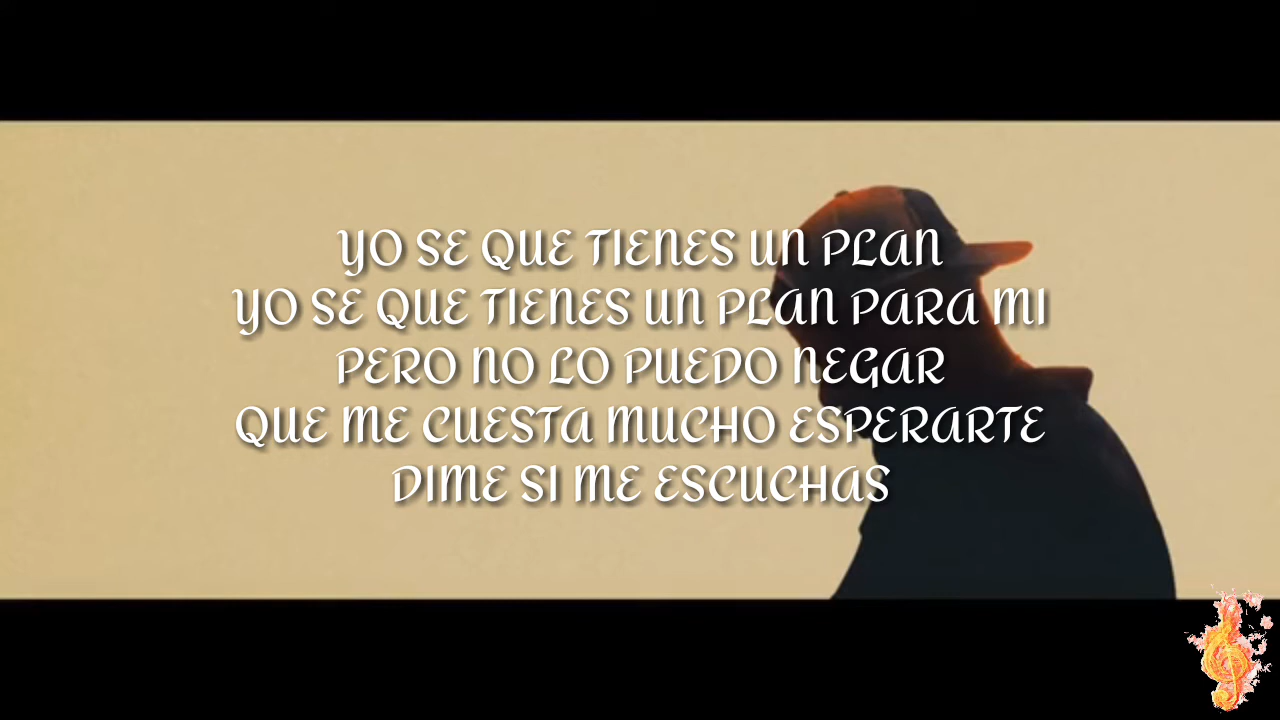 YO SE QUE TIENES UN PLAN
YO SE QUE TIENES UN PLAN PARA MI
PERO NO LO PUEDO NEGAR
QUE ME CUESTA MUCHO ESPERARTE
DIME SI ME ESCUCHAS